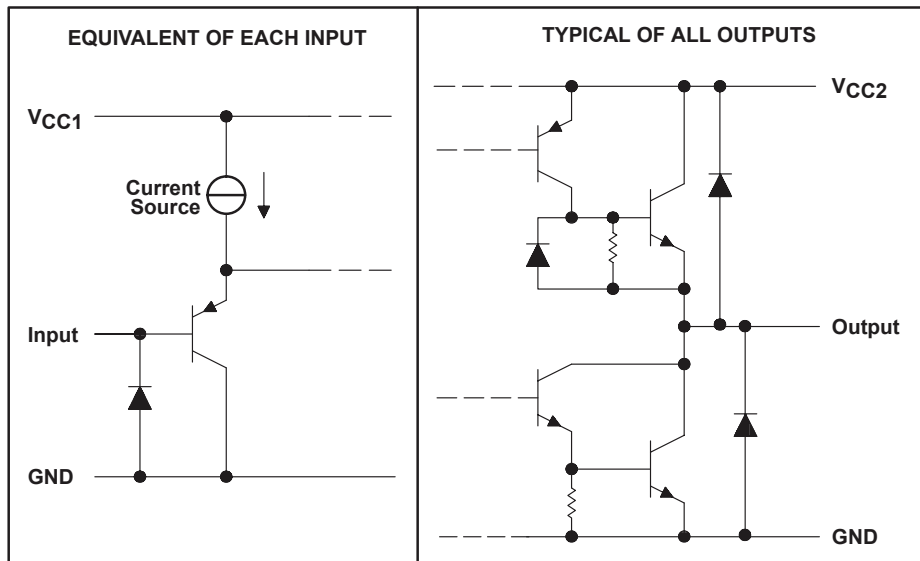 EQUIVALENT OF EACH INPUT
VCC1
Current
Source
Input
GND
TYPICAL OF ALL OUTPUTS
VCC2
Output
GND